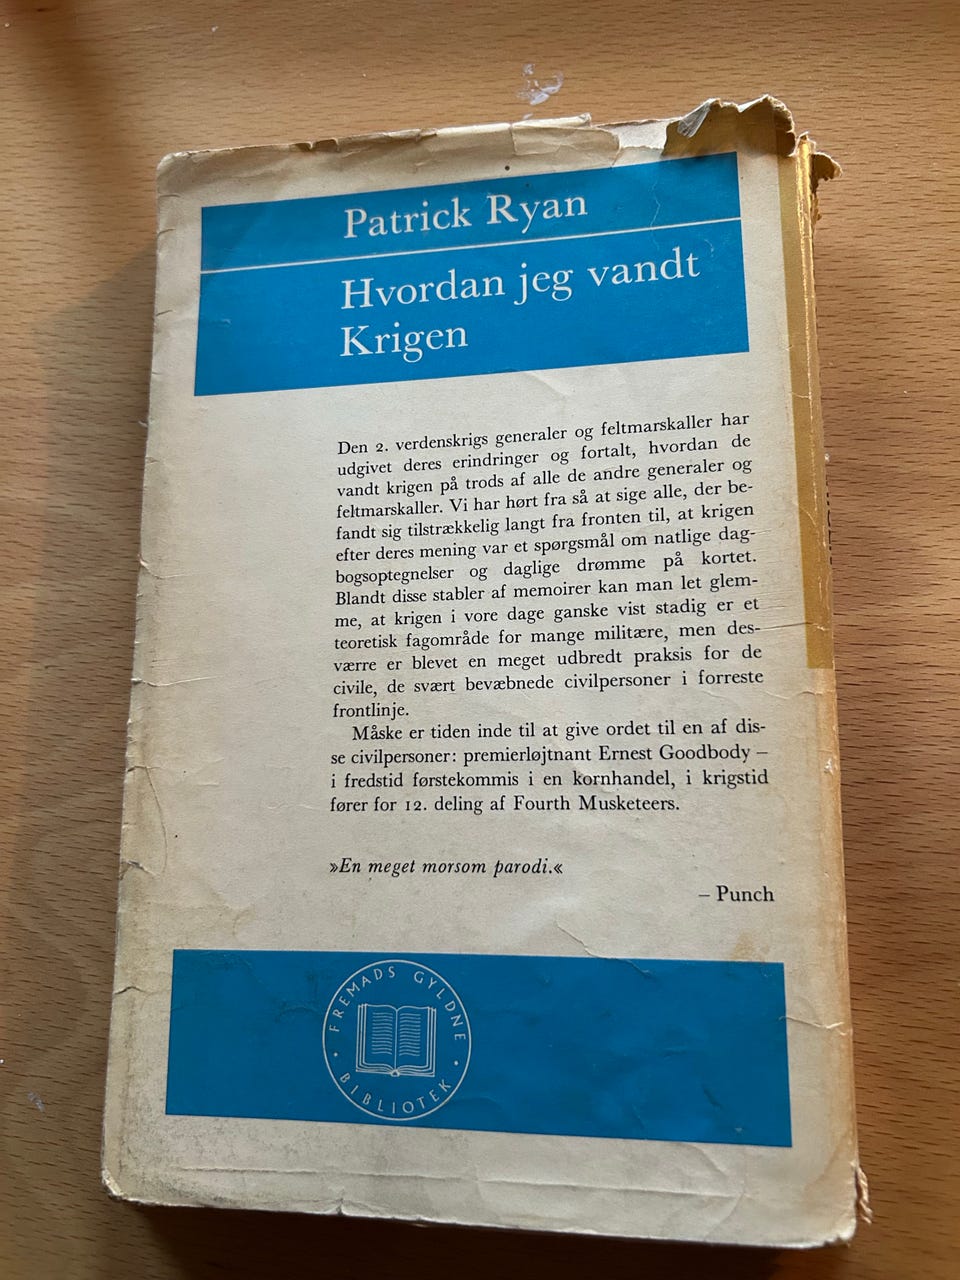 Patrick Ryan
Hvordan jeg vandt
Krigen
Den 2. verdenskrigs generaler og feltmarskaller har
udgivet deres erindringer og fortalt, hvordan de
vandt krigen på trods af alle de andre generaler og
feltmarskaller. Vi har hørt fra så at sige alle, der be-
fandt sig tilstrækkelig langt fra fronten til, at krigen
efter deres mening var et spørgsmål om natlige dag-
bogsoptegnelser og daglige drømme på kortet.
Blandt disse stabler af memoirer kan man let glem-
me, at krigen i vore dage ganske vist stadig er et
teoretisk fagområde for mange militære, men des-
værre er blevet en meget udbredt praksis for de
civile, de svært bevæbnede civilpersoner i forreste
frontlinje.
Måske er tiden inde til at give ordet til en af dis-
se civilpersoner: premierløjtnant Ernest Goodbody –
i fredstid førstekommis i en kornhandel, i krigstid
fører for 12. deling af Fourth Musketeers.
»En meget morsom parodi.«
– Punch
FREMADS GYLDNE
• BIBLIOTEK •